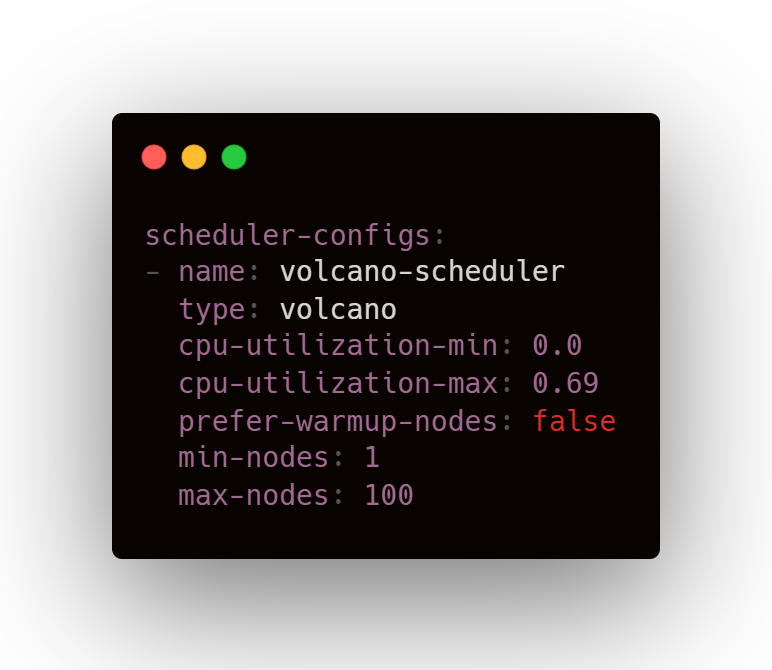 scheduler-configs:
- name: volcano-scheduler
  type: volcano
  cpu-utilization-min: 0.0
  cpu-utilization-max: 0.69
  prefer-warmup-nodes: false
  min-nodes: 1
  max-nodes: 100